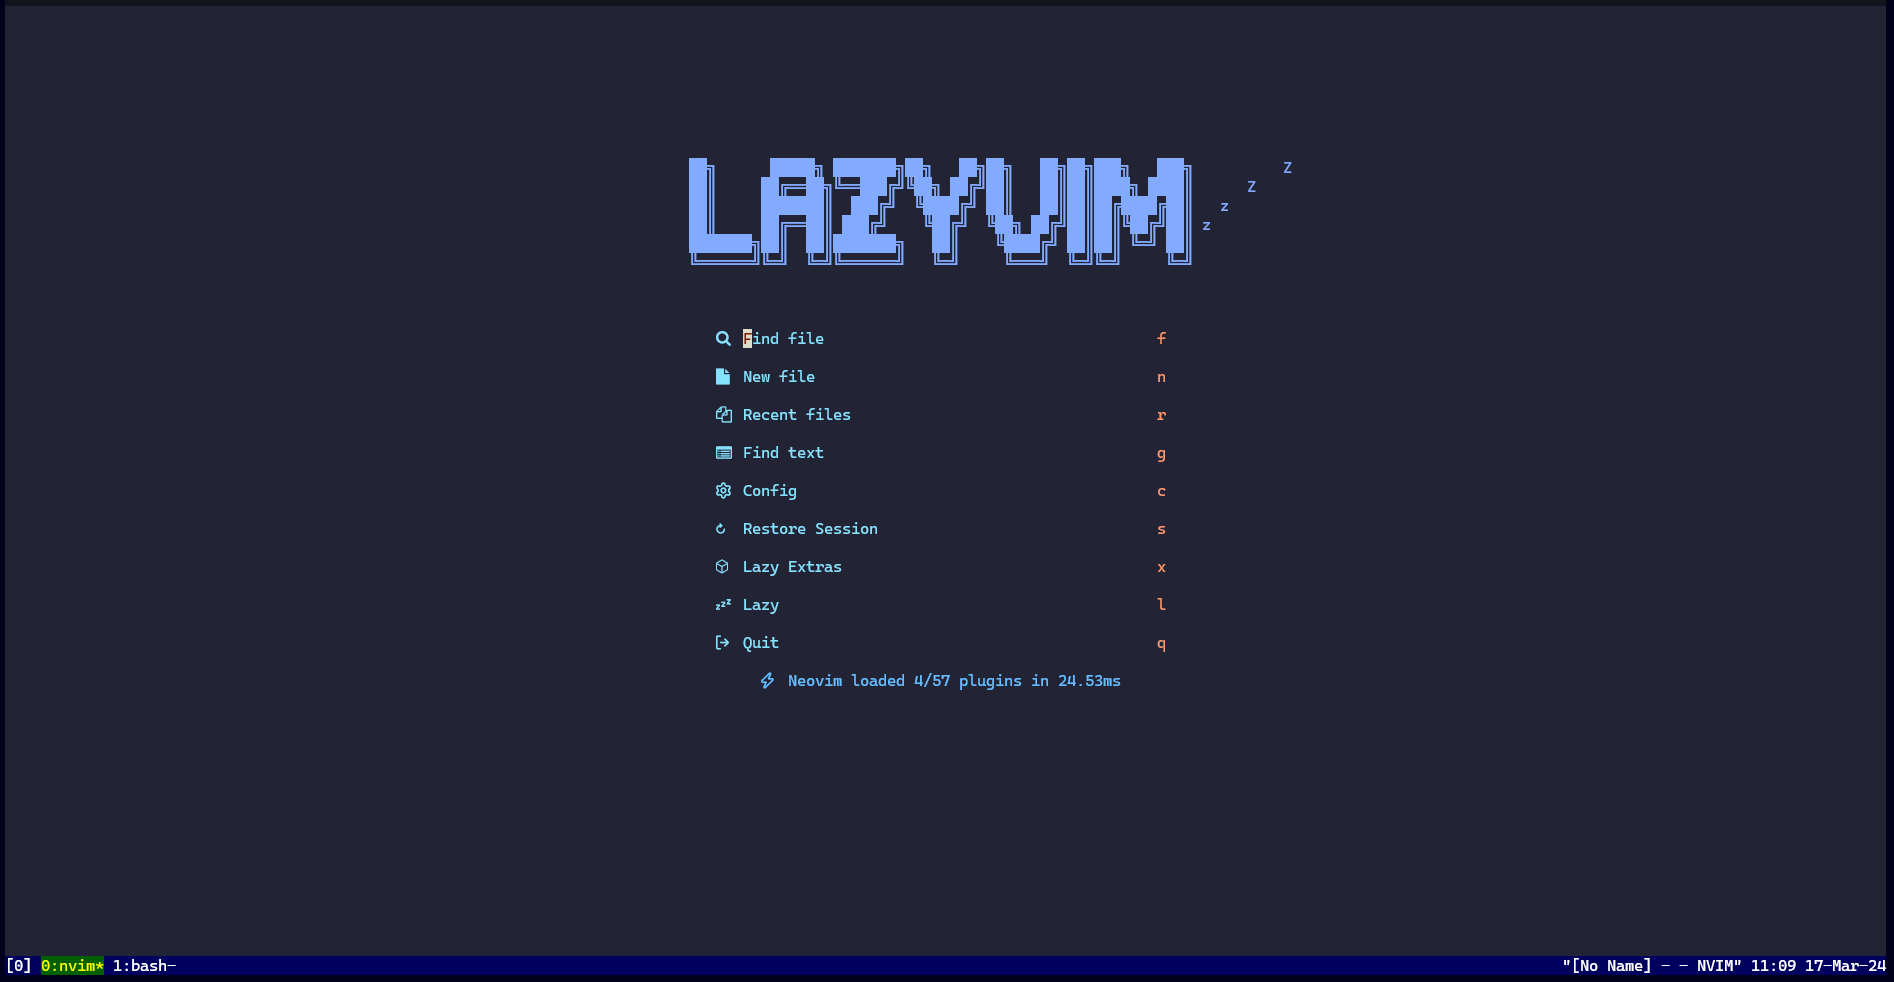 LAZYVIM Z
Z
z
z
Find file f
New file n
Recent files r
Find text g
Config c
Restore Session s
Lazy Extras x
zzz Lazy l
Quit q
Neovim loaded 4/57 plugins in 24.53ms
[0] 0:nvim* 1:bash- "[No Name] - - NVIM" 11:09 17-Mar-24